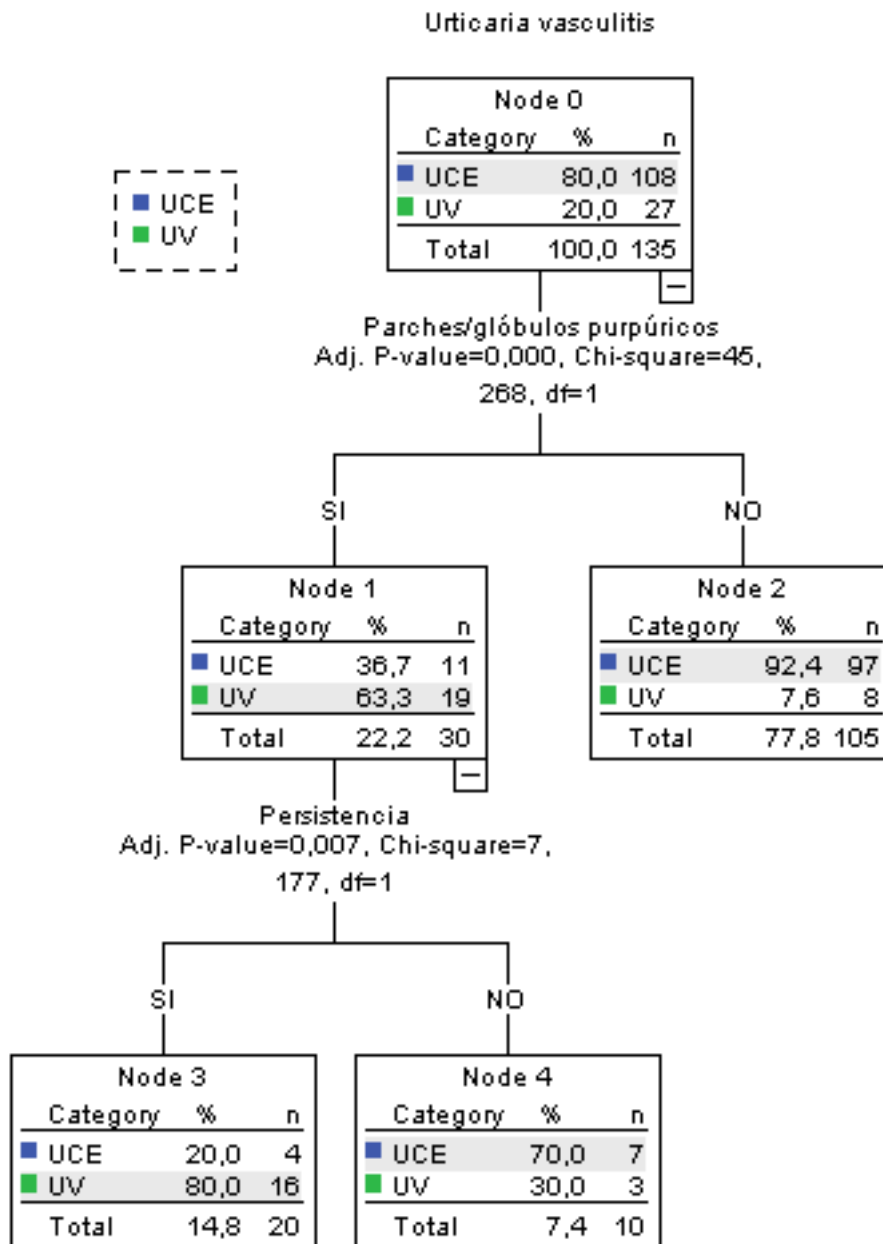 Urticaria vasculitis
Node 0
Category % n
UCE 80,0 108
UV 20,0 27
Total 100,0 135
UCE
UV
Parches/glóbulos purpúricos
Adj. P-value=0,000, Chi-square=45,
268, df=1
SI
NO
Node 1
Category % n
UCE 36,7 11
UV 63,3 19
Total 22,2 30
Node 2
Category % n
UCE 92,4 97
UV 7,6 8
Total 77,8 105
Persistencia
Adj. P-value=0,007, Chi-square=7,
177, df=1
SI
NO
Node 3
Category % n
UCE 20,0 4
UV 80,0 16
Total 14,8 20
Node 4
Category % n
UCE 70,0 7
UV 30,0 3
Total 7,4 10